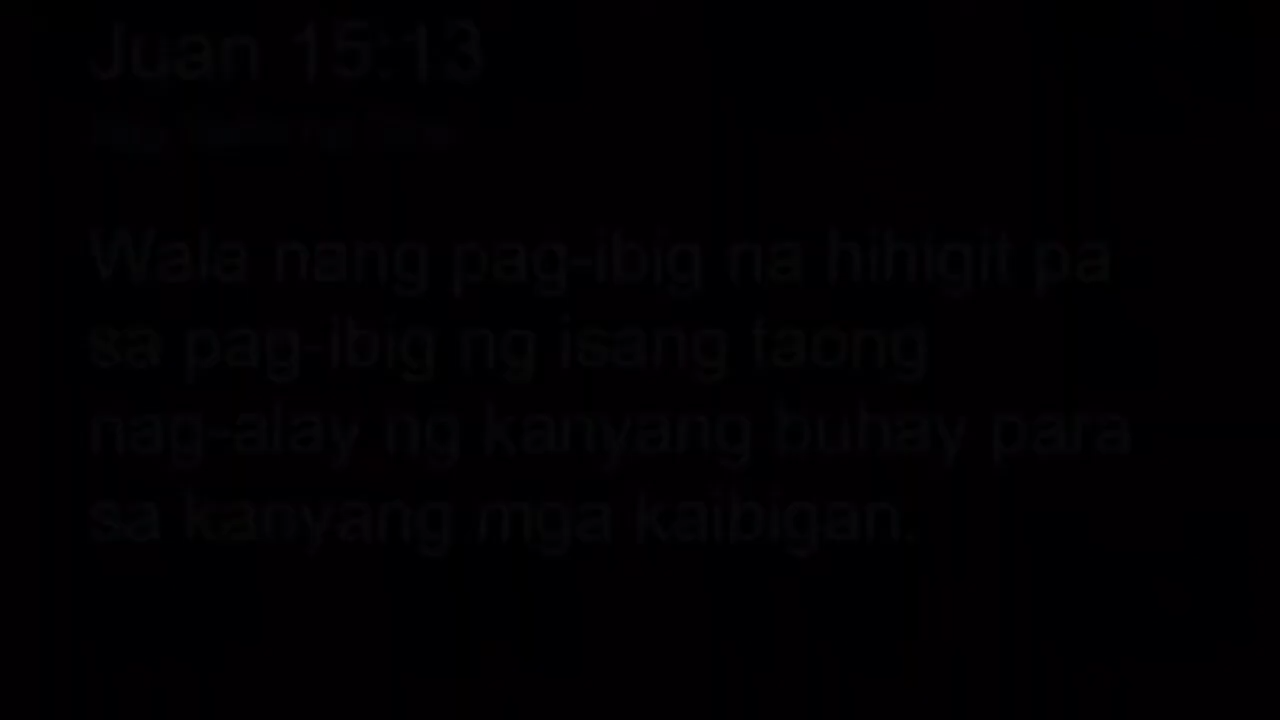 Juan 15:13
Wala nang pag-ibig na hihigit pa
sa pag-ibig ng isang taong
nag-alay ng kanyang buhay para
sa kanyang mga kaibigan.